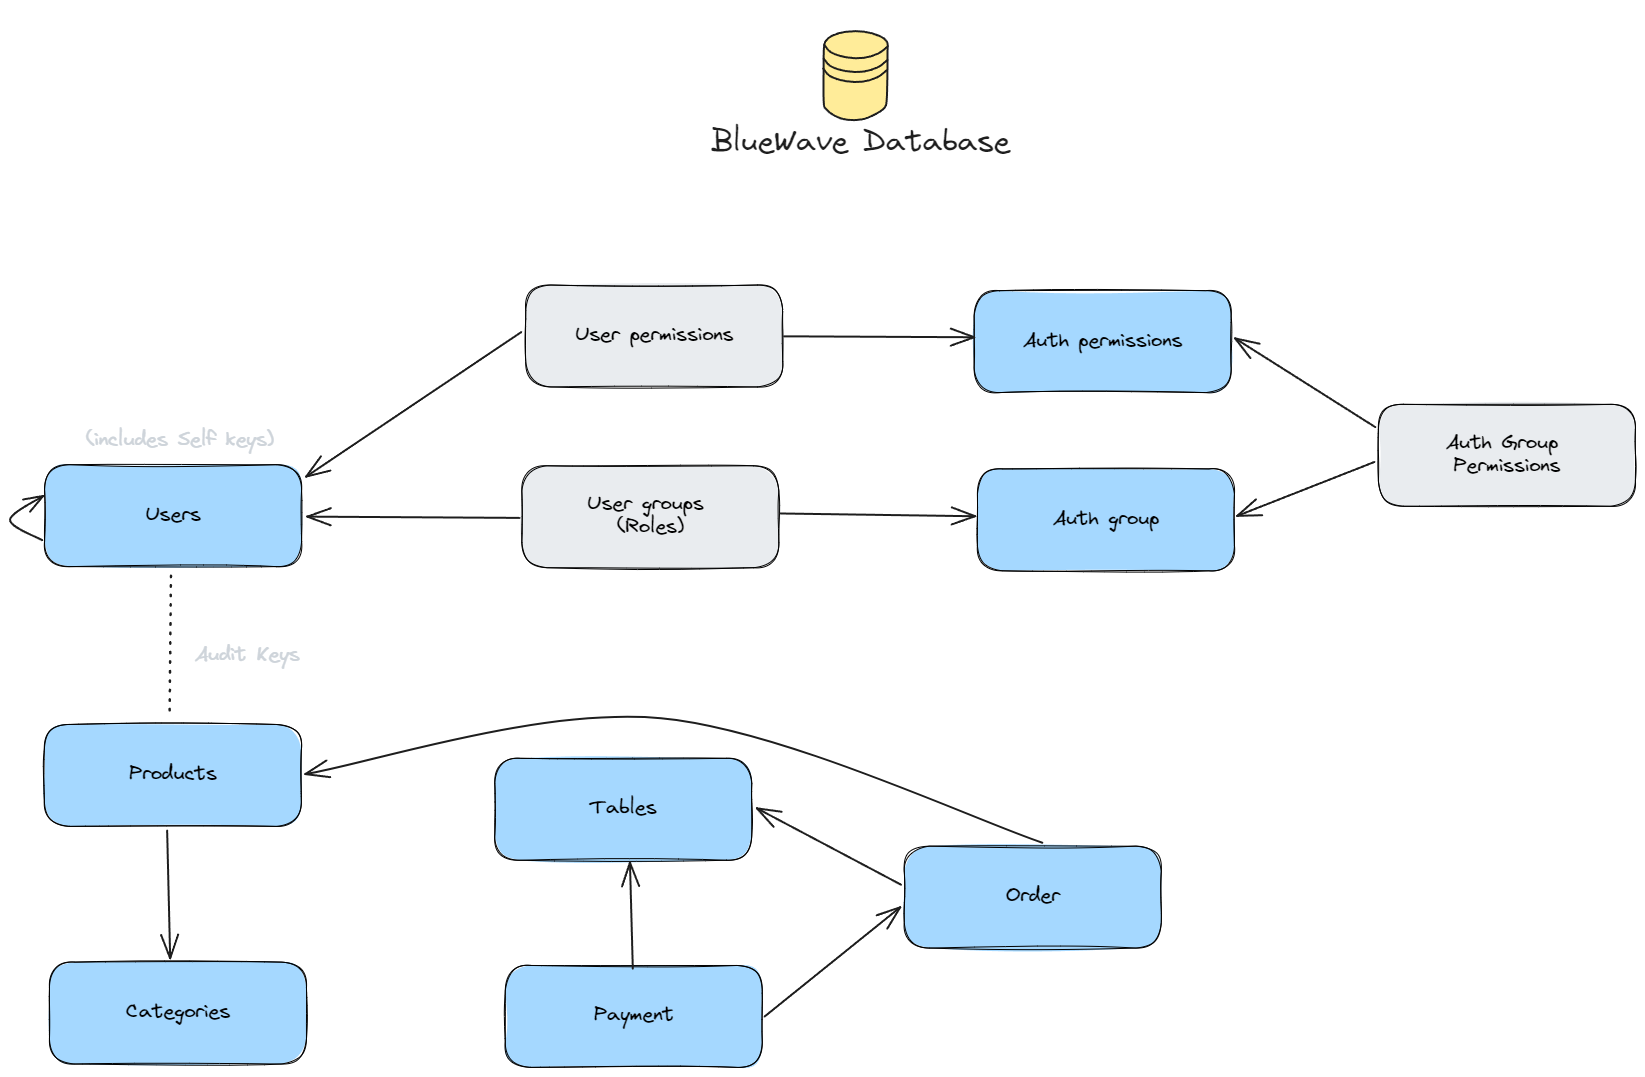 BlueWave Database
User permissions
Auth permissions
(includes Self keys)
Auth Group
Permissions
Users
User groups
(Roles)
Auth group
Audit Keys
Products
Tables
Order
Categories
Payment